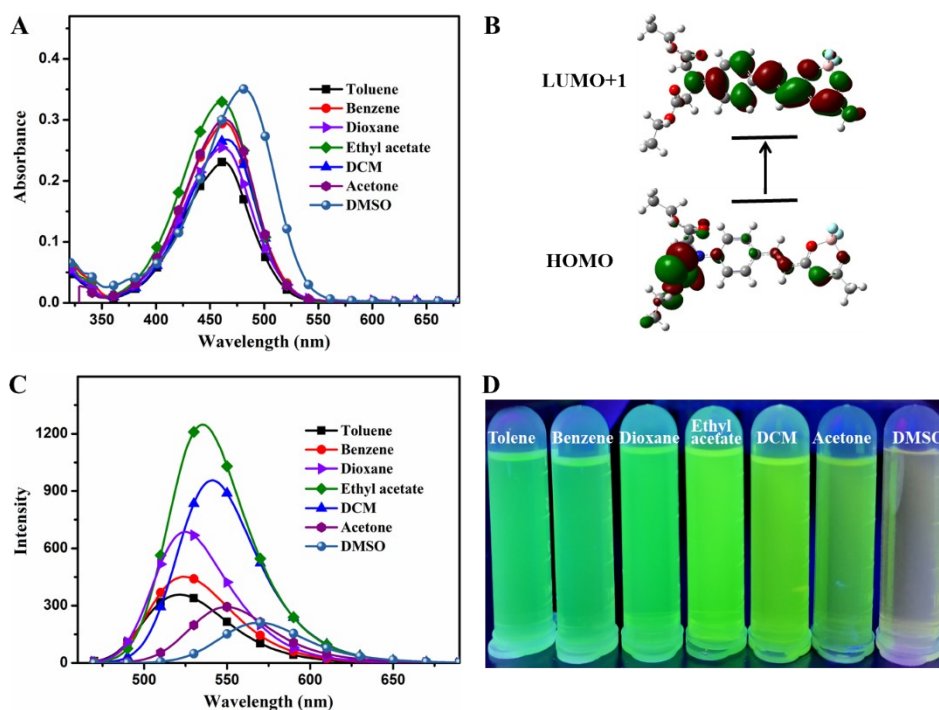 A
0.4
0.3
0.2
0.1
0.0
Absorbance
350 400 450 500 550 600 650
Wavelength (nm)
Toluene
Benzene
Dioxane
Ethyl acetate
DCM
Acetone
DMSO
B
LUMO+1
HOMO
C
1200
900
600
300
0
Intensity
500 550 600 650
Wavelength (nm)
Toluene
Benzene
Dioxane
Ethyl acetate
DCM
Acetone
DMSO
D
Tolene Benzene Dioxane Ethyl
acetate DCM Acetone DMSO